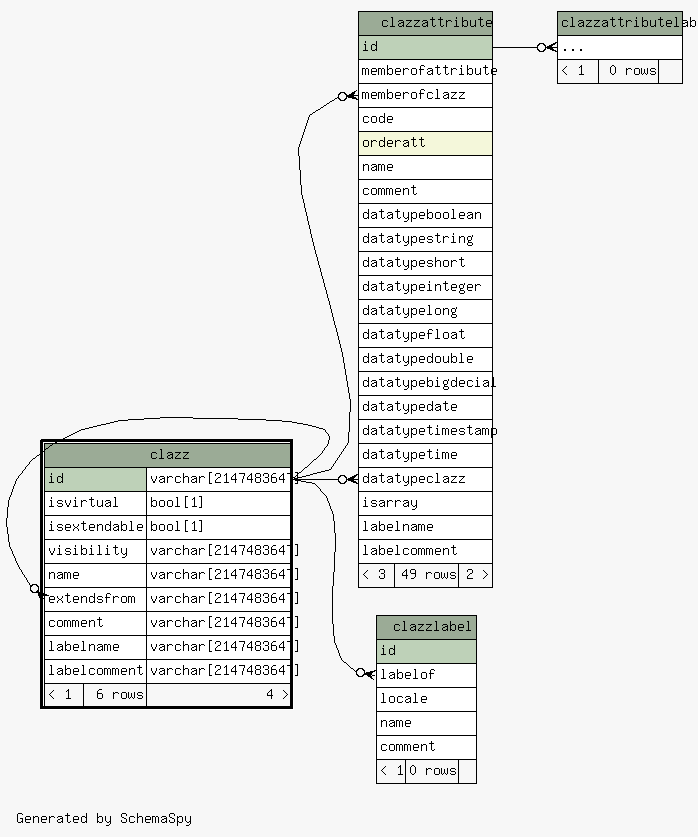 clazzattribute
id
memberofattribute
memberofclazz
code
orderatt
name
comment
datatypeboolean
datatypestring
datatypeshort
datatypeinteger
datatypelong
datatypefloat
datatypedouble
datatypebigdecial
datatypedate
datatypetimestamp
datatypetime
datatypeclazz
isarray
labelname
labelcomment
< 3 49 rows 2 >
clazzattributelab
...
< 1 0 rows
clazz
id varchar[2147483647]
isvirtual bool[1]
isextendable bool[1]
visibility varchar[2147483647]
name varchar[2147483647]
extendsfrom varchar[2147483647]
comment varchar[2147483647]
labelname varchar[2147483647]
labelcomment varchar[2147483647]
< 1 6 rows 4 >
clazzlabel
id
labelof
locale
name
comment
< 1 0 rows
Generated by SchemaSpy